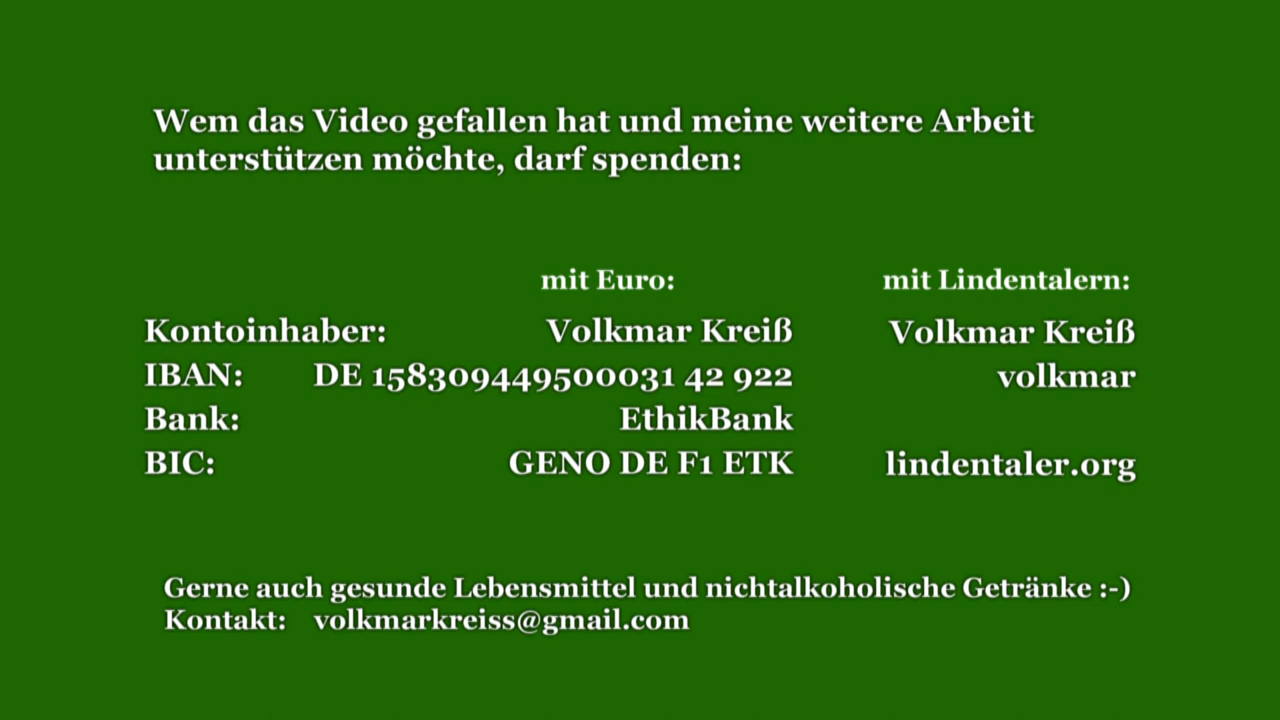 Wem das Video gefallen hat und meine weitere Arbeit
unterstützen möchte, darf spenden:
mit Euro: mit Lindentalern:
Kontoinhaber: Volkmar Kreiß Volkmar Kreiß
IBAN: DE 158309449500031 42 922 volkmar
Bank: EthikBank
BIC: GENO DE F1 ETK lindentaler.org
Gerne auch gesunde Lebensmittel und nichtalkoholische Getränke :-)
Kontakt: volkmarkreiss@gmail.com